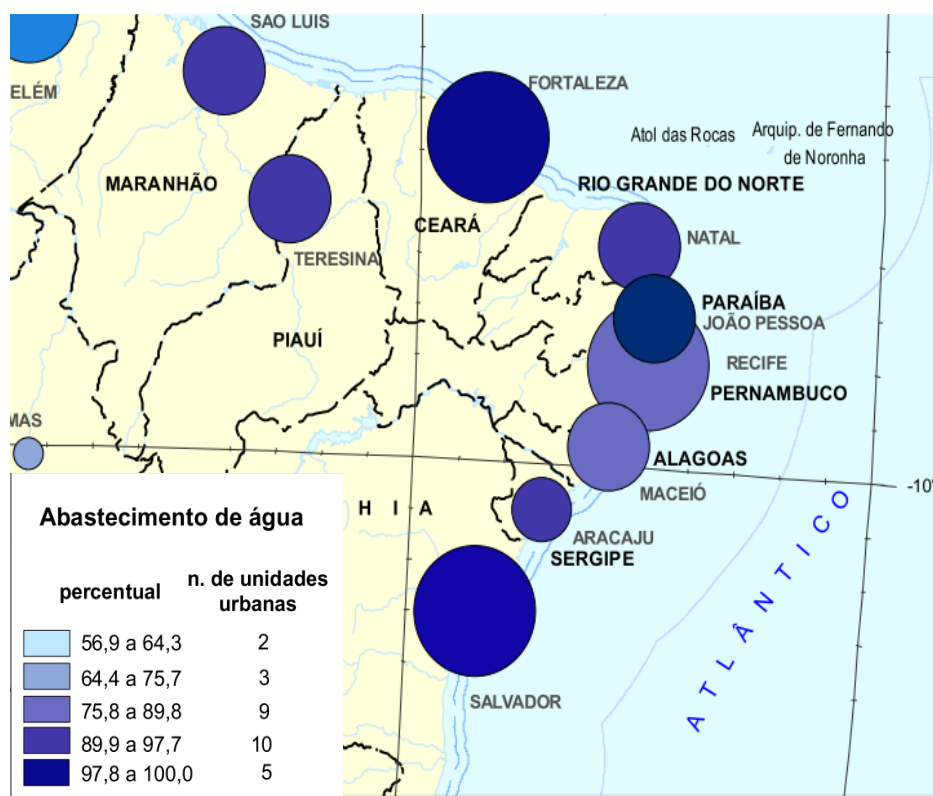 SAO LUIS
ELÉM
FORTALEZA
Atol das Rocas
Arquip. de Fernando
de Noronha
MARANHÃO
RIO GRANDE DO NORTE
CEARÁ
NATAL
TERESINA
PARAÍBA
JOÃO PESSOA
PIAUÍ
RECIFE
PERNAMBUCO
MAS
ALAGOAS
-10°
MACEIÓ
H I A
ARACAJU
SERGIPE
ATLÂNTICO
SALVADOR
Abastecimento de água
percentual
n. de unidades
urbanas
56,9 a 64,3 2
64,4 a 75,7 3
75,8 a 89,8 9
89,9 a 97,7 10
97,8 a 100,0 5